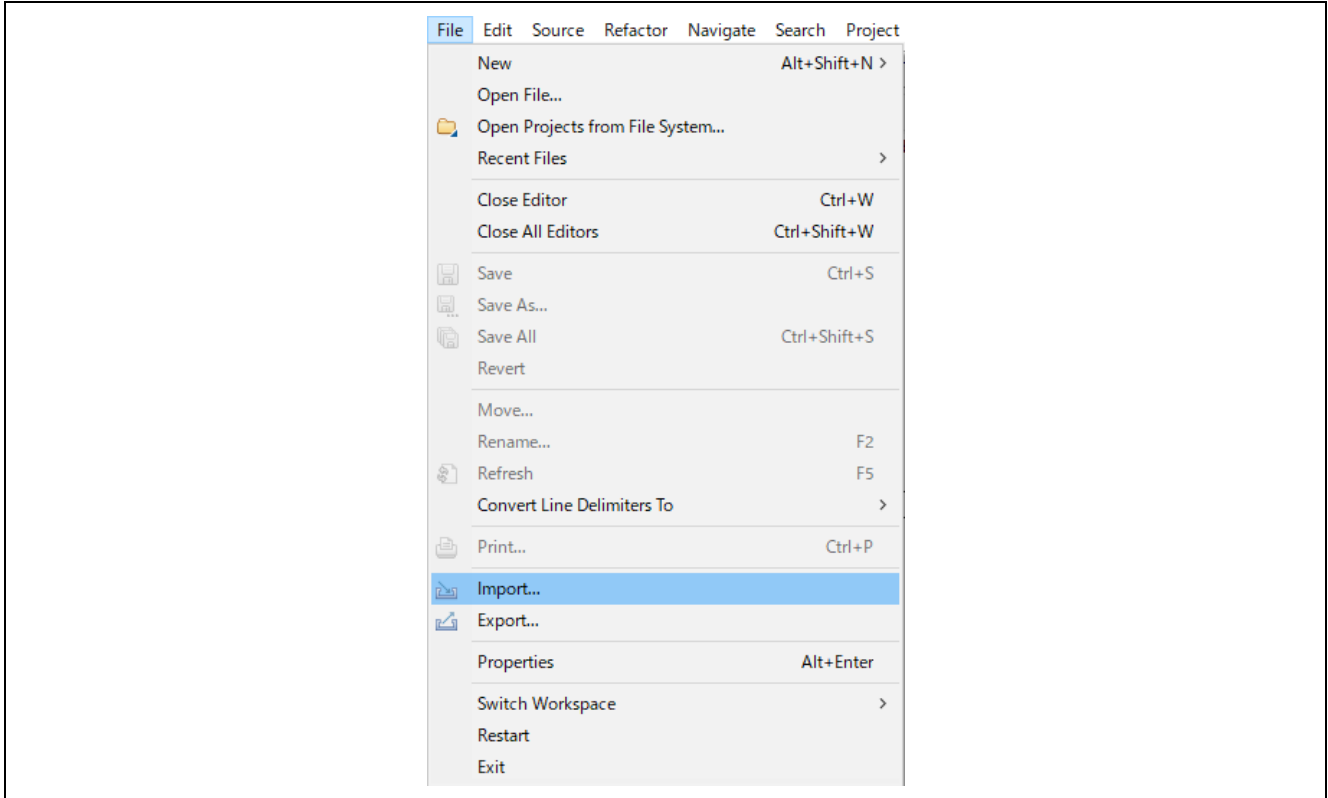 File Edit Source Refactor Navigate Search Project
New Alt+Shift+N >
Open File...
Open Projects from File System...
Recent Files >
Close Editor Ctrl+W
Close All Editors Ctrl+Shift+W
Save Ctrl+S
Save As...
Save All Ctrl+Shift+S
Revert
Move...
Rename... F2
Refresh F5
Convert Line Delimiters To >
Print... Ctrl+P
Import...
Export...
Properties Alt+Enter
Switch Workspace >
Restart
Exit